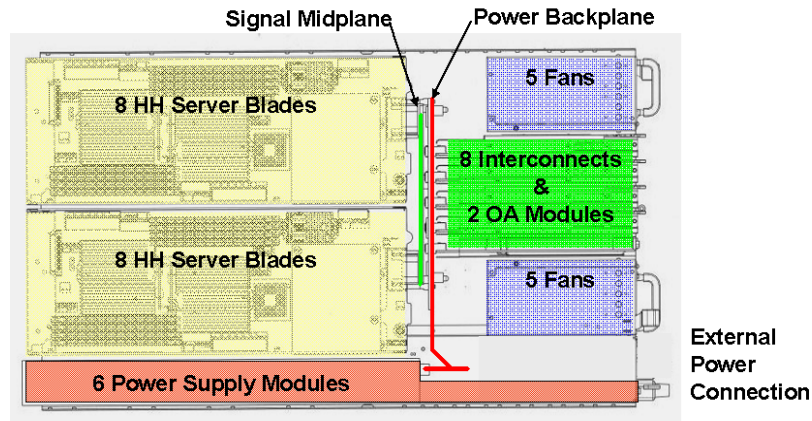 Signal Midplane
Power Backplane
8 HH Server Blades
5 Fans
8 Interconnects
&
2 OA Modules
8 HH Server Blades
5 Fans
External
Power
Connection
6 Power Supply Modules